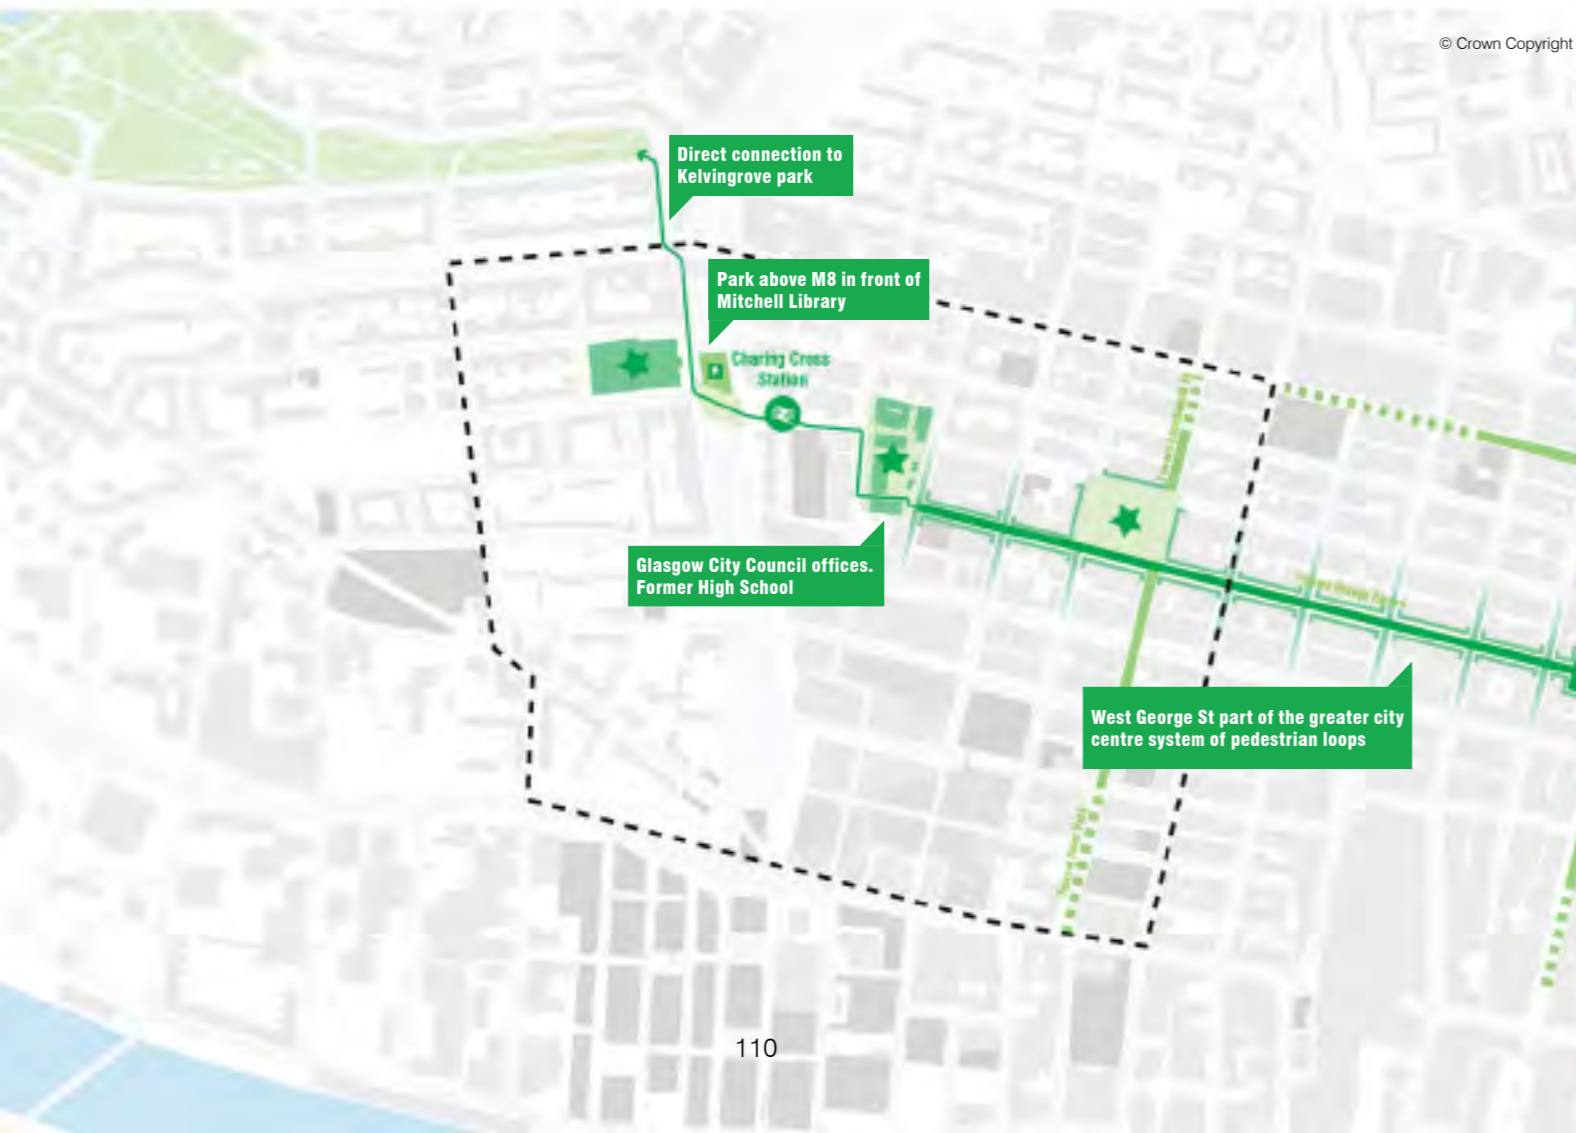 © Crown Copyright
Direct connection to
Kelvingrove park
Park above M8 in front of
Mitchell Library
Charing Cross
Station
Glasgow City Council offices.
Former High School
West George St part of the greater city
centre system of pedestrian loops
110